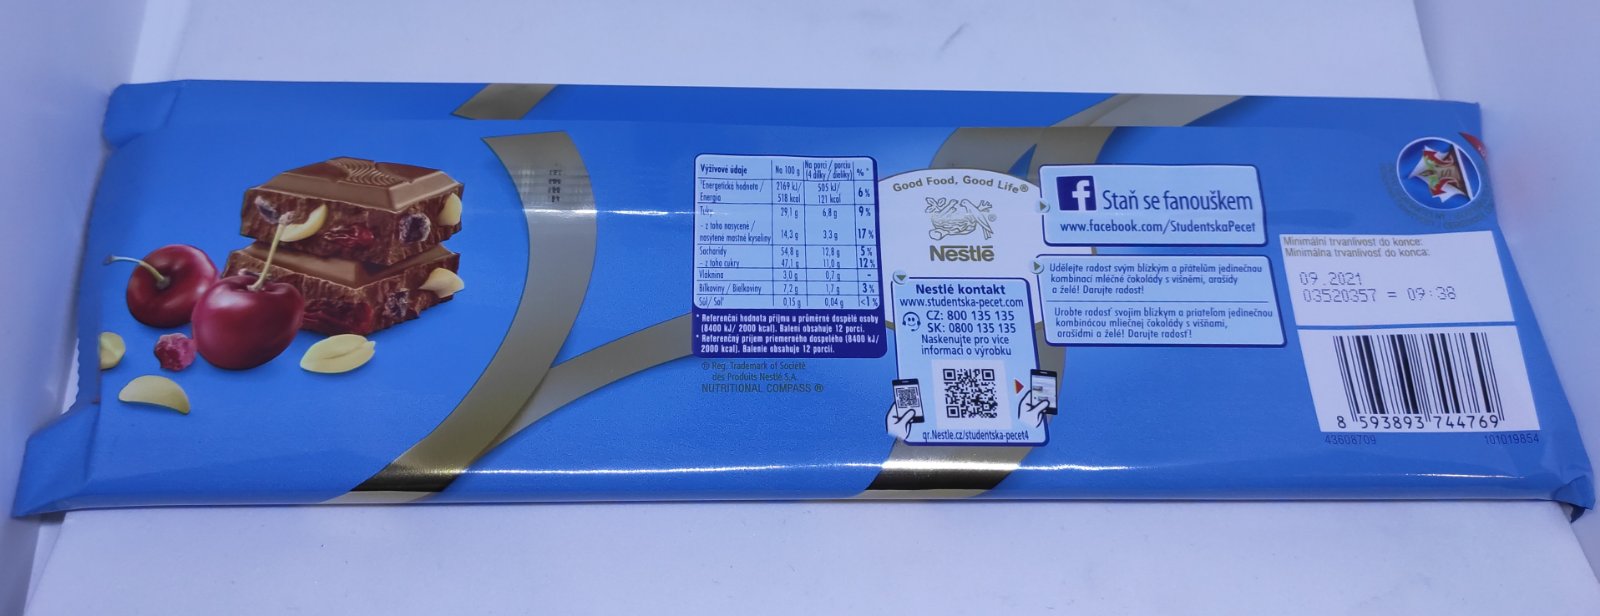 Výživové údaje Na 100 g Na porci / porciu (4 dílky / dieliky) %*
Energetická hodnota / Energia 2169 kJ/ 518 kcal 505 kJ/ 121 kcal 6%
Tuky 29,1 g 6,8 g 9%
- z toho nasycené / nasýtené mastné kyseliny 14,3 g 3,3 g 17%
Sacharidy 54,8 g 12,8 g 5%
- z toho cukry 47,1 g 11,0 g 12%
Vláknina 3,0 g 0,7 g -
Bílkoviny / Bielkoviny 7,2 g 1,7 g 3%
Sůl/ Soľ 0,15 g 0,04 g <1%
* Referenční hodnota příjmu u průměrné dospělé osoby
(8400 kJ/ 2000 kcal). Balení obsahuje 12 porcí.
* Referenčný príjem priemerného dospelého (8400 kJ/
2000 kcal). Balenie obsahuje 12 porcií.
® Reg. Trademark of Société
des Produits Nestlé S.A.
NUTRITIONAL COMPASS ®
Good Food, Good Life®
Nestlé
Nestlé kontakt
www.studentska-pecet.com
CZ: 800 135 135
SK: 0800 135 135
Naskenujte pro více
informací o výrobku
qr.Nestle.cz/studentska-pecet4
f Staň se fanouškem
www.facebook.com/StudentskaPecet
Udělejte radost svým blízkým a přátelům jedinečnou
kombinací mléčné čokolády s višněmi, arašídy
a želé! Darujte radost!
Urobte radosť svojim blízkym a priateľom jedinečnou
kombináciou mliečnej čokolády s višňami,
arašidmi a želé! Darujte radosť!
Minimální trvanlivost do konce:
Minimálna trvanlivosť do konca:
09.2021
03520357 = 09:38
8 593893 744769
43608709 101019854